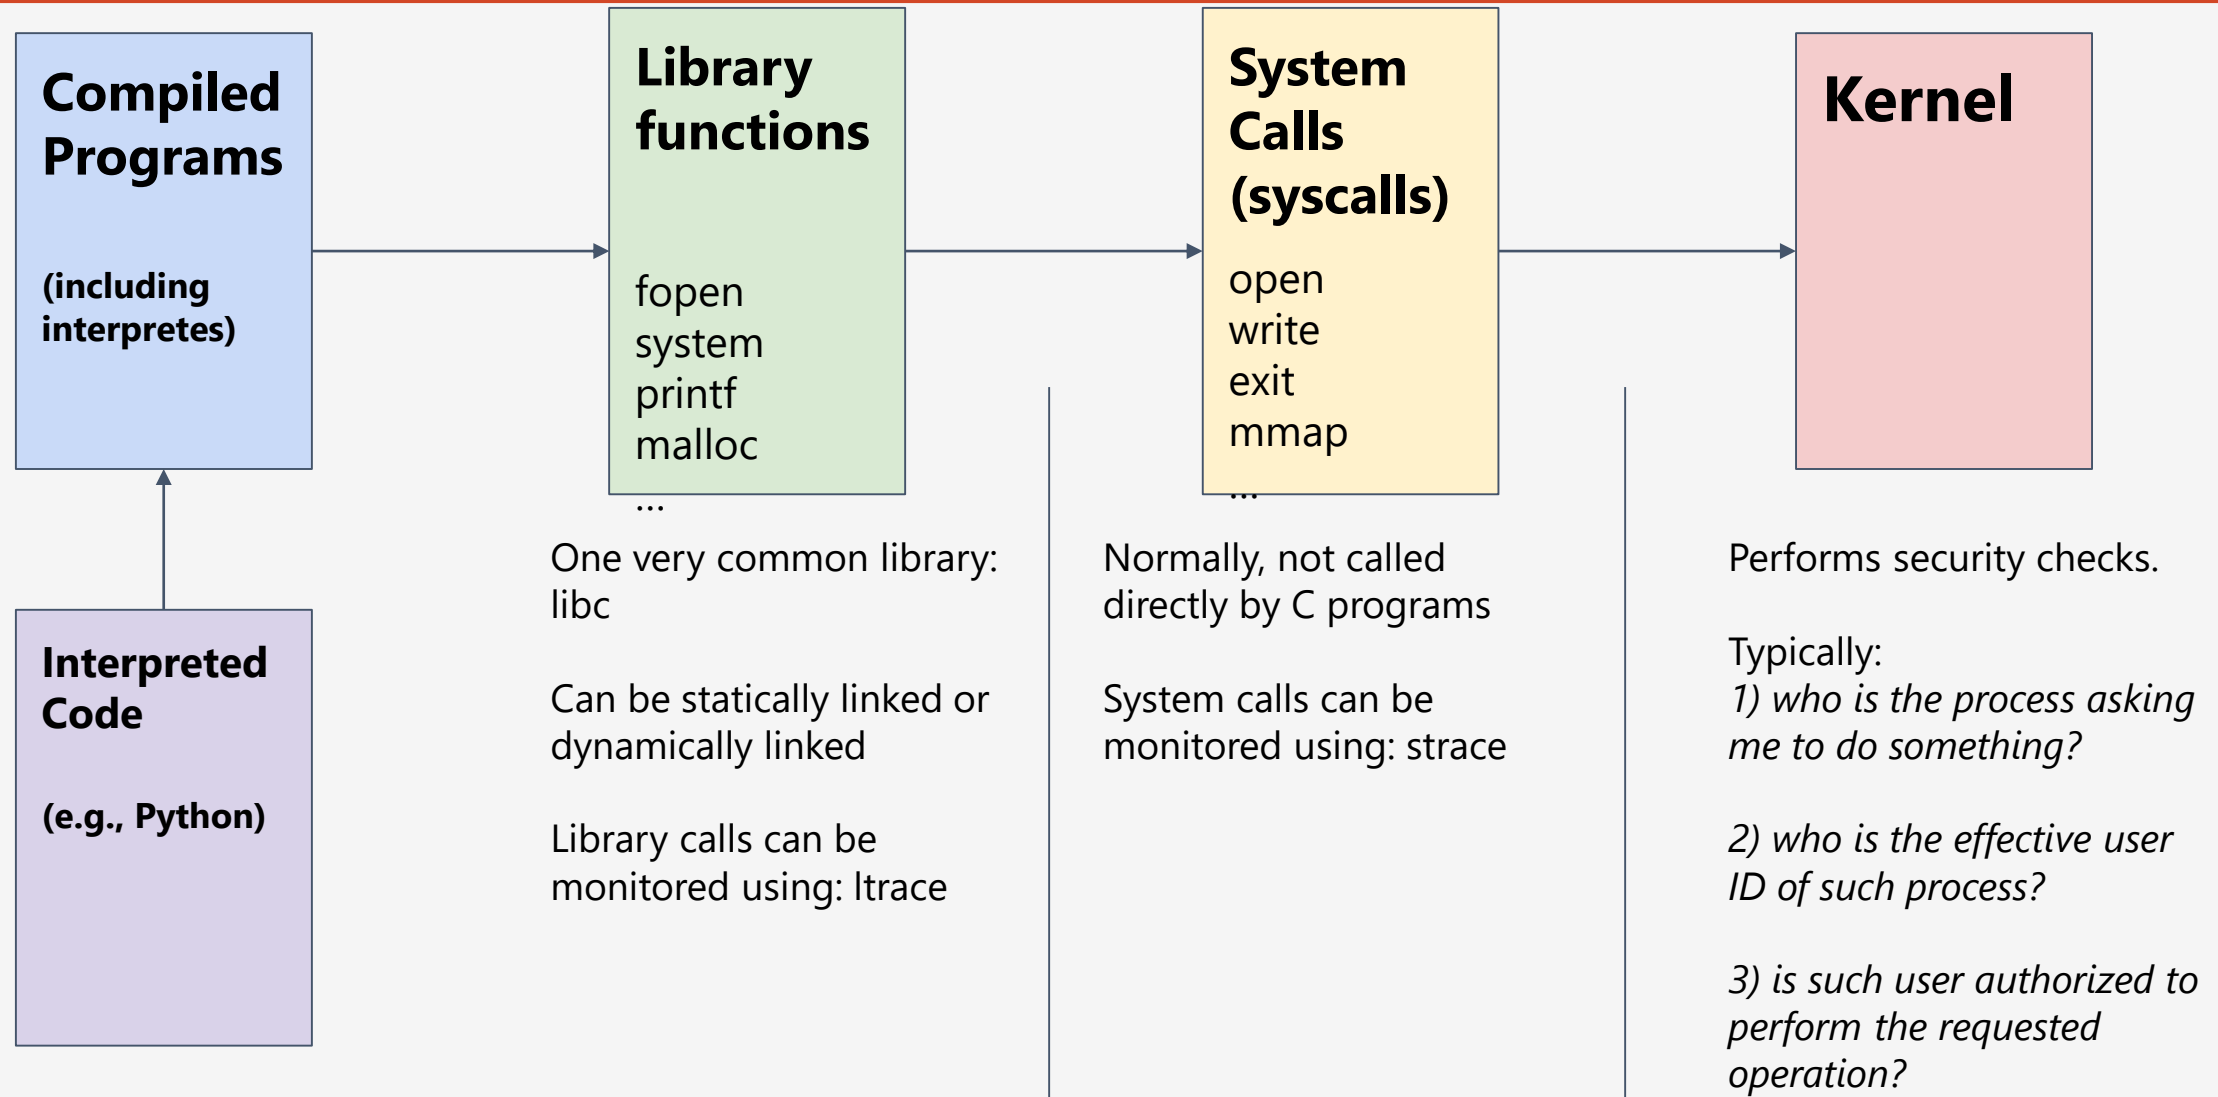 Compiled
Programs
(including
interpretes)
Interpreted
Code
(e.g., Python)
Library
functions
fopen
system
printf
malloc
...
One very common library:
libc
Can be statically linked or
dynamically linked
Library calls can be
monitored using: ltrace
System
Calls
(syscalls)
open
write
exit
mmap
...
Normally, not called
directly by C programs
System calls can be
monitored using: strace
Kernel
Performs security checks.
Typically:
1) who is the process asking
me to do something?
2) who is the effective user
ID of such process?
3) is such user authorized to
perform the requested
operation?